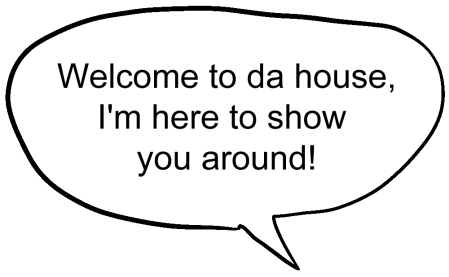 Welcome to da house,
I'm here to show
you around!